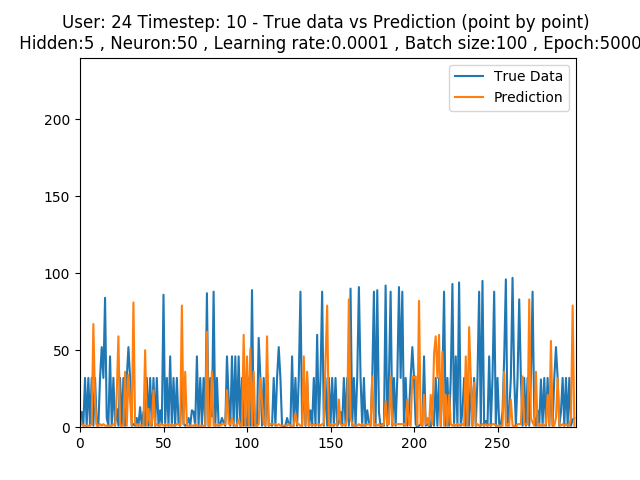 User: 24 Timestep: 10 - True data vs Prediction (point by point)
Hidden:5 , Neuron:50 , Learning rate:0.0001 , Batch size:100 , Epoch:5000
True Data
Prediction
200
150
100
50
0
0 50 100 150 200 250